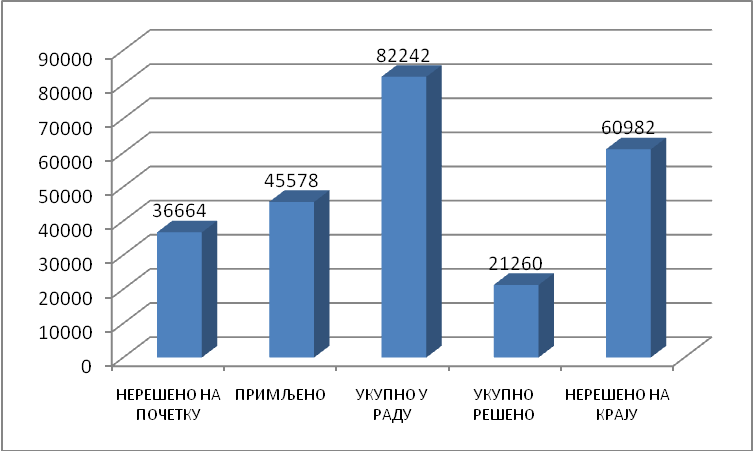 90000
80000
70000
60000
50000
40000
30000
20000
10000
0
36664
45578
82242
21260
60982
НЕРЕШЕНО НА
ПОЧЕТКУ
ПРИМЉЕНО
УКУПНО У
РАДУ
УКУПНО
РЕШЕНО
НЕРЕШЕНО НА
КРАЈУ